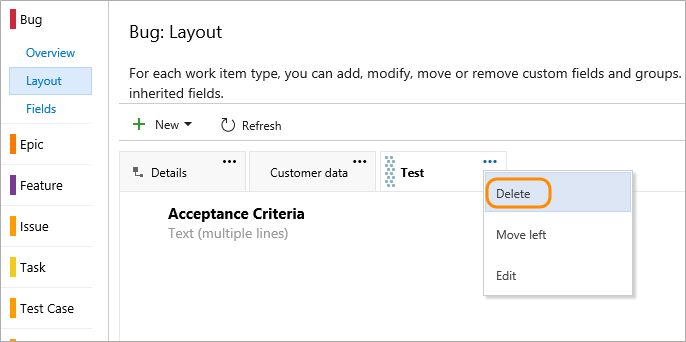 Bug
Overview
Layout
Fields
Epic
Feature
Issue
Task
Test Case
Bug: Layout
For each work item type, you can add, modify, move or remove custom fields and groups.
inherited fields.
New
Refresh
Details
Customer data
Test
Acceptance Criteria
Text (multiple lines)
Delete
Move left
Edit